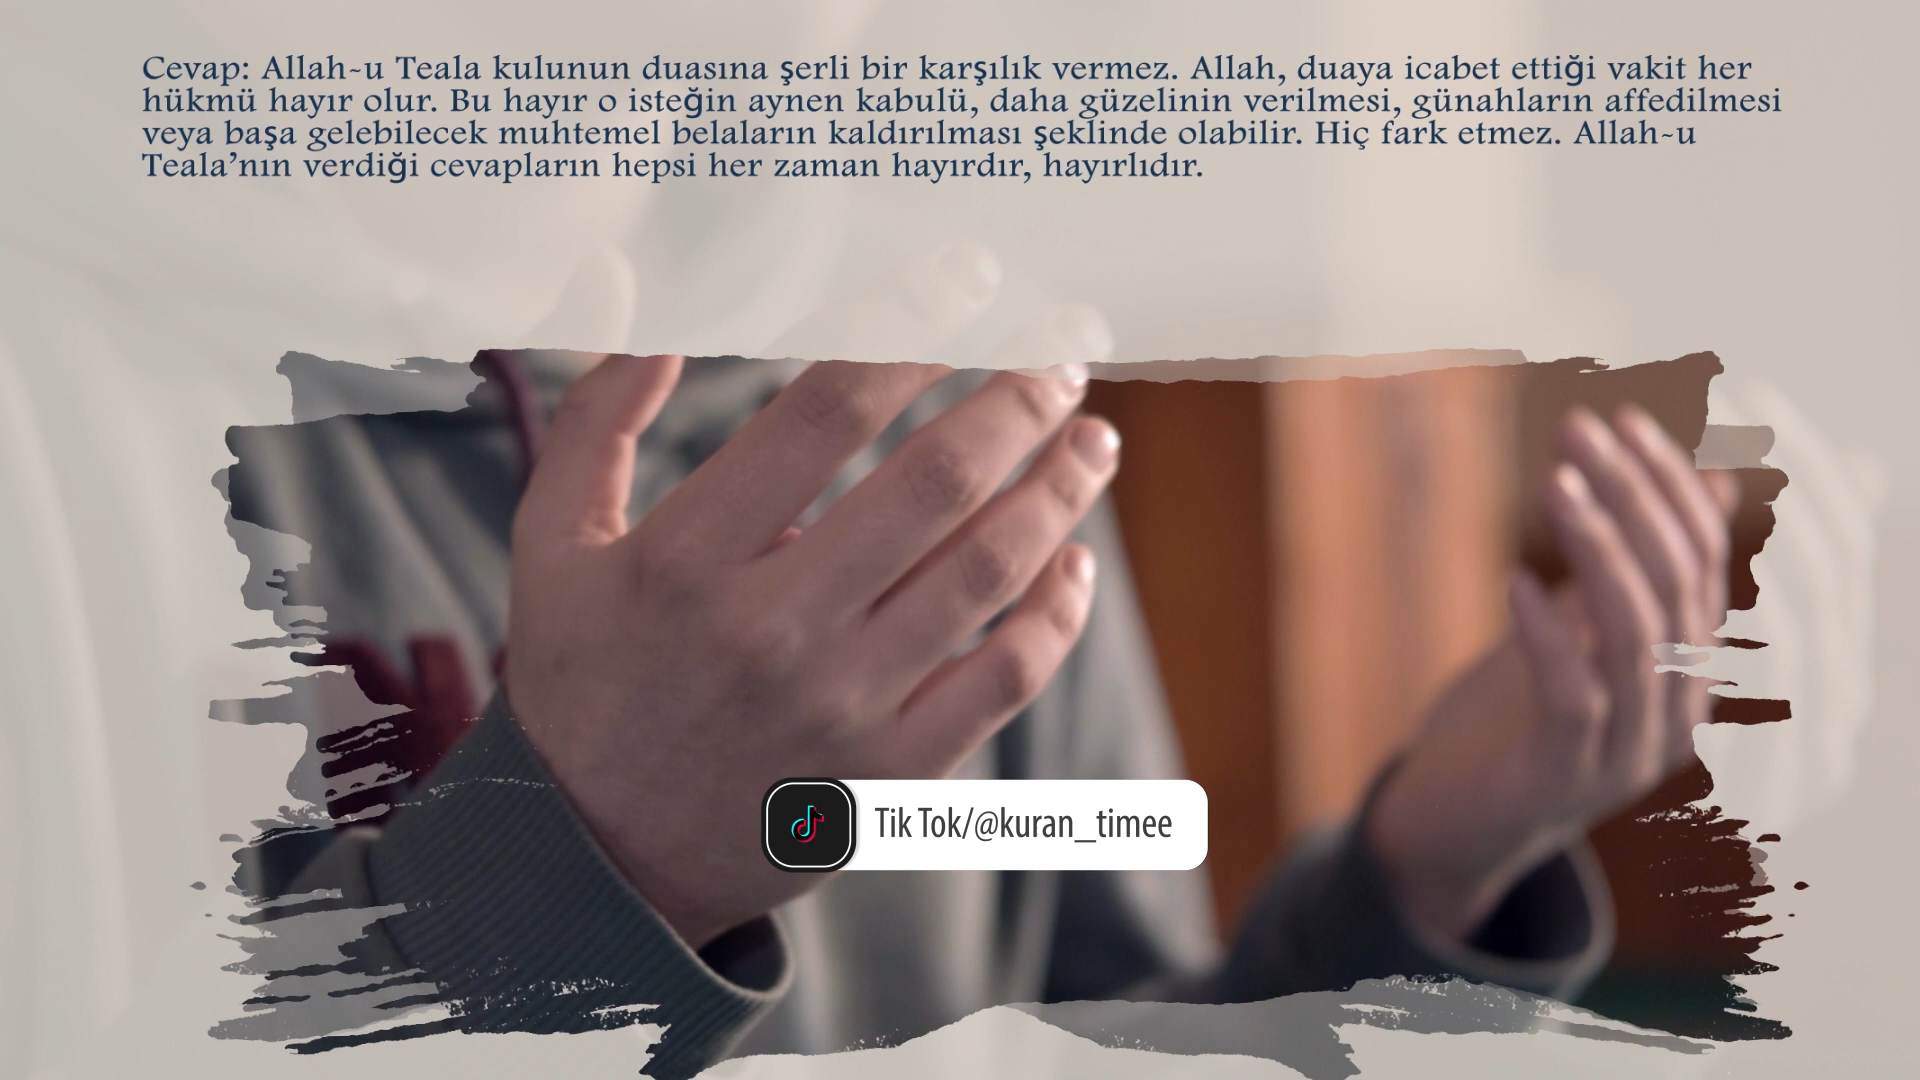 Cevap: Allah-u Teala kulunun duasına şerli bir karşılık vermez. Allah, duaya icabet ettiği vakit her
hükmü hayır olur. Bu hayır o isteğin aynen kabulü, daha güzelinin verilmesi, günahların affedilmesi
veya başa gelebilecek muhtemel belaların kaldırılması şeklinde olabilir. Hiç fark etmez. Allah-u
Teala’nın verdiği cevapların hepsi her zaman hayırdır, hayırlıdır.
Tik Tok/@kuran_timee